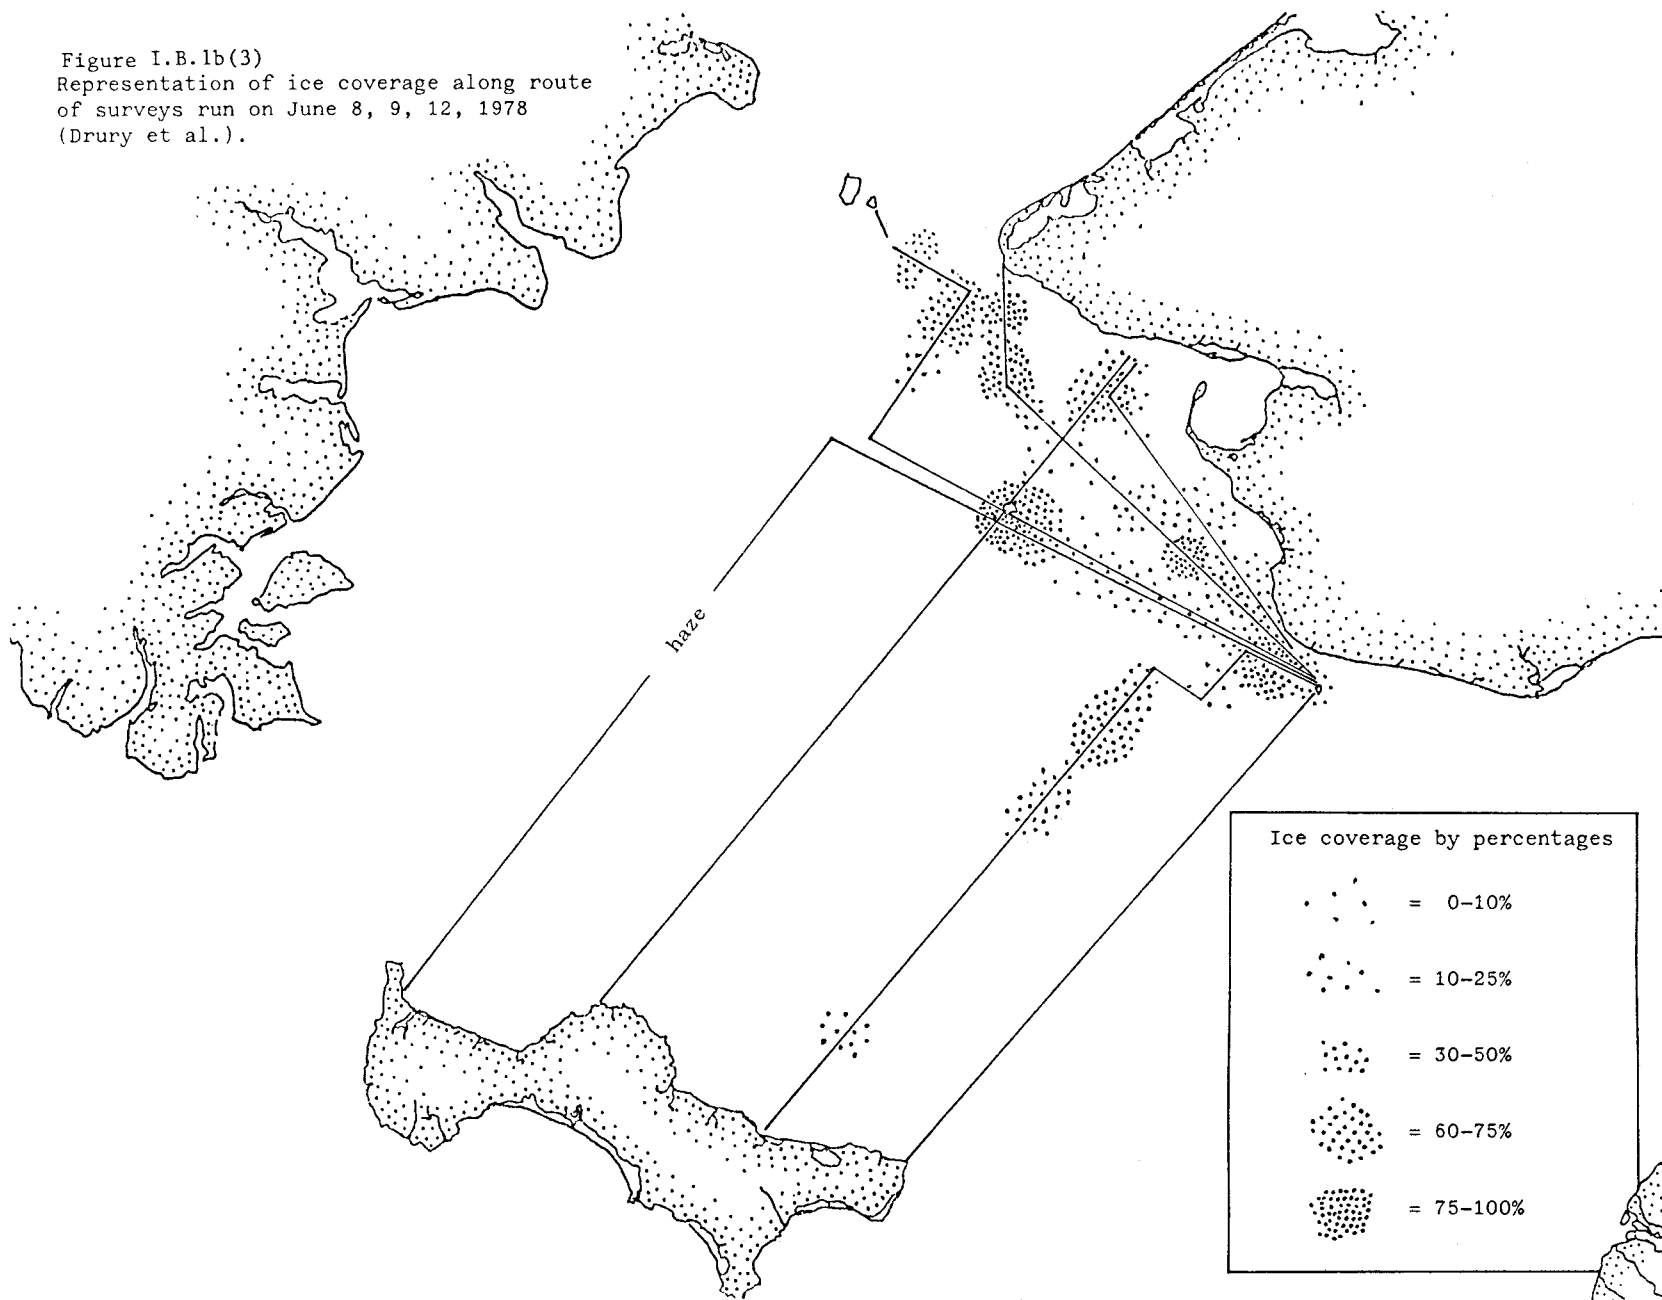 Figure I.B.1b(3)
Representation of ice coverage along route
of surveys run on June 8, 9, 12, 1978
(Drury et al.).
haze
Ice coverage by percentages
= 0-10%
= 10-25%
= 30-50%
= 60-75%
= 75-100%